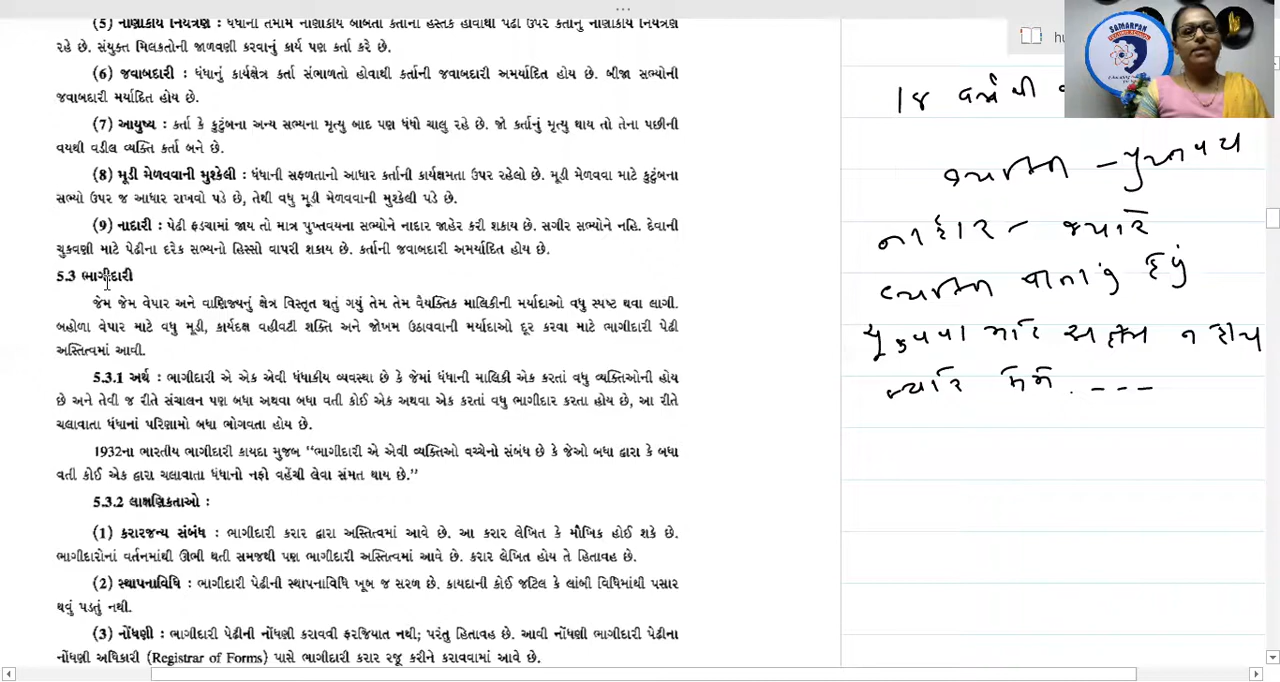 (5) નાણાકીય નિયંત્રણ : ધંધાની તમામ નાણાકીય બાબતો કર્તાના હસ્તક હોવાથી પેઢી ઉપર કર્તાનું નાણાકીય નિયંત્રણ
રહે છે. સંયુક્ત મિલકતોની જાળવણી કરવાનું કાર્ય પણ કર્તા કરે છે.
(6) જવાબદારી : ધંધાનું કાર્યક્ષેત્ર કર્તા સંભાળતો હોવાથી કર્તાની જવાબદારી અમર્યાદિત હોય છે. બીજા સભ્યોની
જવાબદારી મર્યાદિત હોય છે.
(7) આયુષ્ય : કર્તા કે કુટુંબના અન્ય સભ્યના મૃત્યુ બાદ પણ ધંધો ચાલુ રહે છે. જો કર્તાનું મૃત્યુ થાય તો તેના પછીની
વયથી વડીલ વ્યક્તિ કર્તા બને છે.
(8) મૂડી મેળવવાની મુશ્કેલી : ધંધાની સફળતાનો આધાર કર્તાની કાર્યક્ષમતા ઉપર રહેલો છે. મૂડી મેળવવા માટે કુટુંબના
સભ્યો ઉપર જ આધાર રાખવો પડે છે, તેથી વધુ મૂડી મેળવવાની મુશ્કેલી પડે છે.
(9) નાદારી : પેઢી ફડચામાં જાય તો માત્ર પુખ્તવયના સભ્યોને નાદાર જાહેર કરી શકાય છે. સગીર સભ્યોને નહિ. દેવાની
ચુકવણી માટે પેઢીના દરેક સભ્યનો હિસ્સો વાપરી શકાય છે. કર્તાની જવાબદારી અમર્યાદિત હોય છે.
5.3 ભાગીદારી
જેમ જેમ વેપાર અને વાણિજ્યનું ક્ષેત્ર વિસ્તૃત થતું ગયું તેમ તેમ વૈયક્તિક માલિકીની મર્યાદાઓ વધુ સ્પષ્ટ થવા લાગી.
બહોળા વેપાર માટે વધુ મૂડી, કાર્યદક્ષ વહીવટી શક્તિ અને જોખમ ઉઠાવવાની મર્યાદાઓ દૂર કરવા માટે ભાગીદારી પેઢી
અસ્તિત્વમાં આવી.
5.3.1 અર્થ : ભાગીદારી એ એક એવી ધંધાકીય વ્યવસ્થા છે કે જેમાં ધંધાની માલિકી એક કરતાં વધુ વ્યક્તિઓની હોય
છે અને તેવી જ રીતે સંચાલન પણ બધા અથવા બધા વતી કોઈ એક અથવા એક કરતાં વધુ ભાગીદાર કરતા હોય છે, આ રીતે
ચલાવાતા ધંધાનાં પરિણામો બધા ભોગવતા હોય છે.
1932ના ભારતીય ભાગીદારી કાયદા મુજબ “ભાગીદારી એ એવી વ્યક્તિઓ વચ્ચેનો સંબંધ છે કે જેઓ બધા દ્વારા કે બધા
વતી કોઈ એક દ્વારા ચલાવાતા ધંધાનો નફો વહેંચી લેવા સંમત થાય છે.”
5.3.2 લાક્ષણિકતાઓ :
(1) કરારજન્ય સંબંધ : ભાગીદારી કરાર દ્વારા અસ્તિત્વમાં આવે છે. આ કરાર લેખિત કે મૌખિક હોઈ શકે છે.
ભાગીદારોનાં વર્તનમાંથી ઊભી થતી સમજથી પણ ભાગીદારી અસ્તિત્વમાં આવે છે. કરાર લેખિત હોય તે હિતાવહ છે.
(2) સ્થાપનાવિધિ : ભાગીદારી પેઢીની સ્થાપનાવિધિ ખૂબ જ સરળ છે. કાયદાની કોઈ જટિલ કે લાંબી વિધિમાંથી પસાર
થવું પડતું નથી.
(3) નોંધણી : ભાગીદારી પેઢીની નોંધણી કરાવવી ફરજિયાત નથી; પરંતુ હિતાવહ છે. આવી નોંધણી ભાગીદારી પેઢીના
નોંધણી અધિકારી (Registrar of Forms) પાસે ભાગીદારી કરાર રજૂ કરીને કરાવવામાં આવે છે.
hu
SAMARPAN
18 વર્ષથી
વ્યક્તિ – પુખ્તવય
નાદાર – જ્યારે
વ્યક્તિ પોતાનું દેવું
ચૂકવવા માટે સક્ષમ ન હોય
ત્યારે તેને - - -